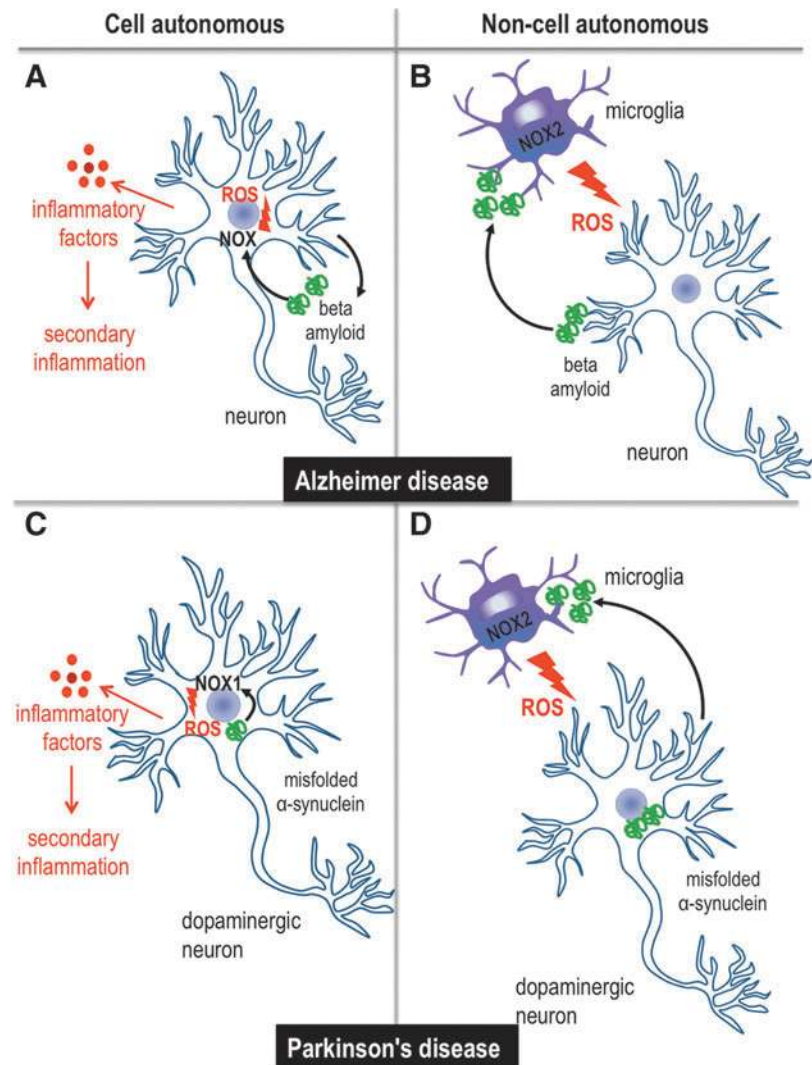 Cell autonomous
Non-cell autonomous
A
ROS
NOX
inflammatory
factors
secondary
inflammation
beta
amyloid
neuron
B
NOX2
microglia
ROS
beta
amyloid
neuron
Alzheimer disease
C
NOX1
ROS
inflammatory
factors
secondary
inflammation
misfolded
α-synuclein
dopaminergic
neuron
D
microglia
NOX2
ROS
misfolded
α-synuclein
dopaminergic
neuron
Parkinson's disease